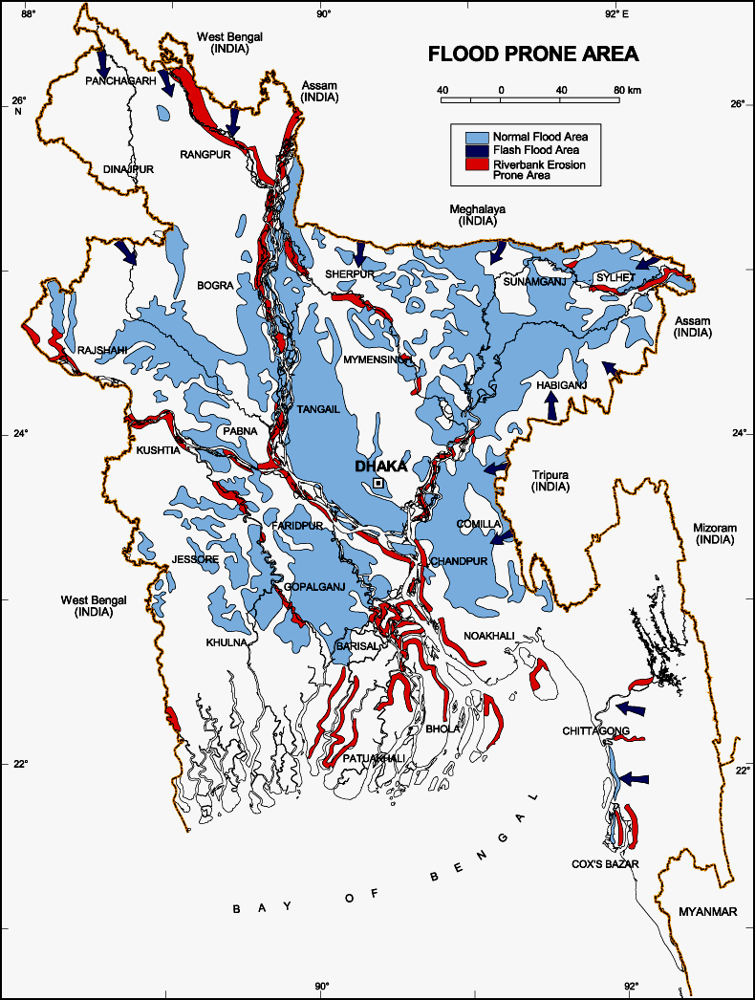 88°
90°
92° E
West Bengal
(INDIA)
FLOOD PRONE AREA
PANCHAGARH
Assam
(INDIA)
40 0 40 80 km
26°
N
26°
Normal Flood Area
Flash Flood Area
Riverbank Erosion
Prone Area
RANGPUR
DINAJPUR
Meghalaya
(INDIA)
SHERPUR
SUNAMGANJ
SYLHET
BOGRA
Assam
(INDIA)
RAJSHAHI
MYMENSING
HABIGANJ
TANGAIL
24°
PABNA
24°
KUSHTIA
DHAKA
Tripura
(INDIA)
FARIDPUR
COMILLA
Mizoram
(INDIA)
JESSORE
CHANDPUR
GOPALGANJ
West Bengal
(INDIA)
KHULNA
BARISAL
NOAKHALI
BHOLA
CHITTAGONG
PATUAKHALI
22°
22°
COX'S BAZAR
BAY OF BENGAL
MYANMAR
90°
92°